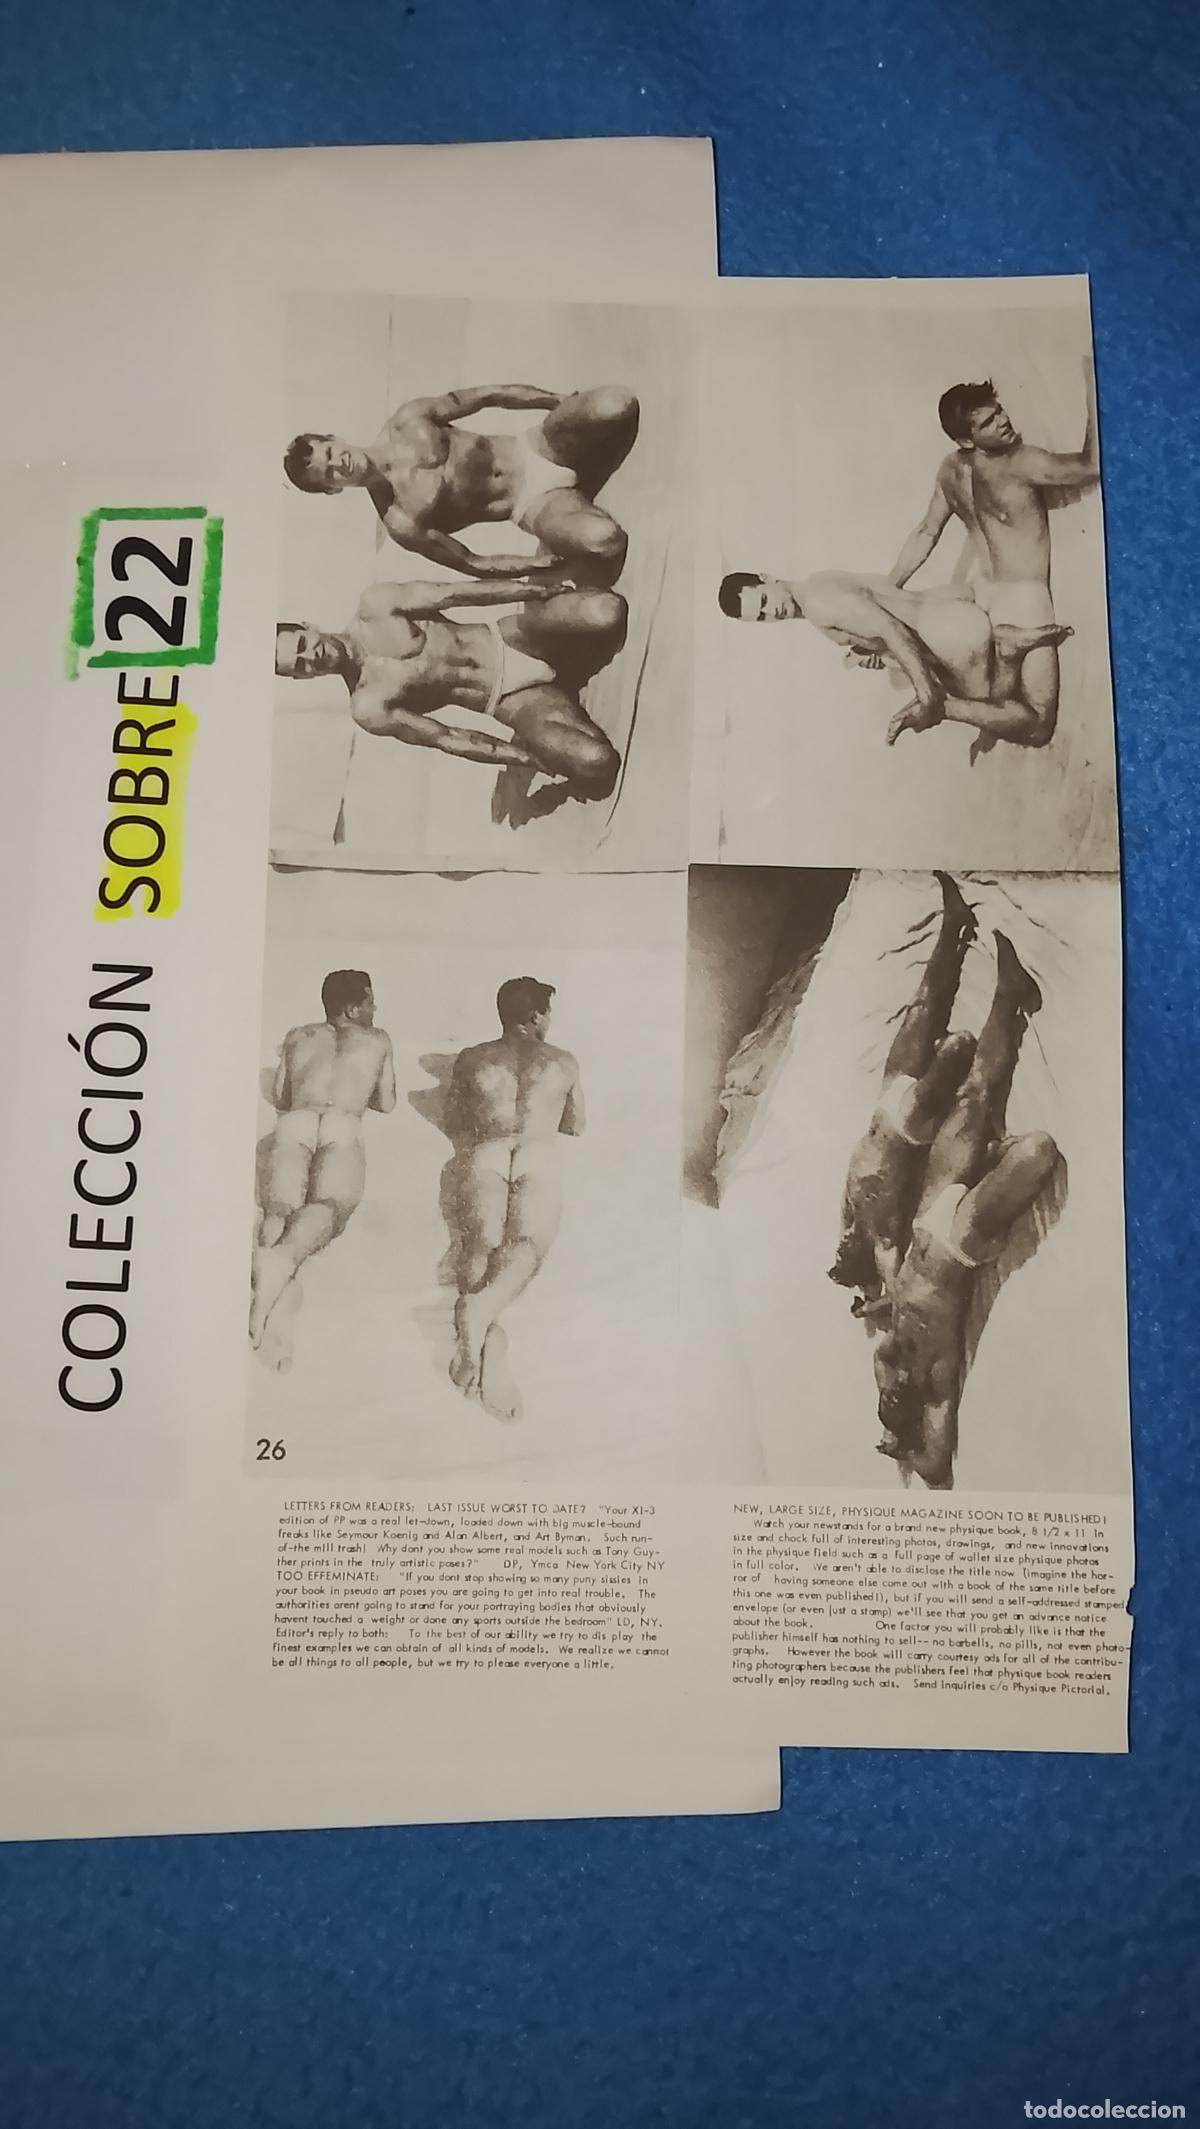 COLECCIÓN SOBRE 22
26
LETTERS FROM READERS: LAST ISSUE WORST TO DATE? "Your XI-3
edition of PP was a real let-down, loaded down with big muscle-bound
freaks like Seymour Koenig and Alan Albert, and Art Byman. Such run-
of-the mill trash! Why dont you show some real models such as Tony Guy-
ther prints in the truly artistic poses?" DP, Ymca New York City NY
TOO EFFEMINATE: "If you dont stop showing so many puny sissies in
your book in pseudo art poses you are going to get into real trouble. The
authorities arent going to stand for your portraying bodies that obviously
havent touched a weight or done any sports outside the bedroom" LD, NY.
Editor's reply to both: To the best of our ability we try to dis play the
finest examples we can obtain of all kinds of models. We realize we cannot
be all things to all people, but we try to please everyone a little.
NEW, LARGE SIZE, PHYSIQUE MAGAZINE SOON TO BE PUBLISHED!
Watch your newstands for a brand new physique book, 8 1/2 x 11 in
size and chock full of interesting photos, drawings, and new innovations
in the physique field such as a full page of wallet size physique photos
in full color. We aren't able to disclose the title now (imagine the hor-
ror of having someone else come out with a book of the same title before
this one was even published!), but if you will send a self-addressed stamped
envelope (or even just a stamp) we'll see that you get an advance notice
about the book. One factor you will probably like is that the
publisher himself has nothing to sell-- no barbells, no pills, not even photo-
graphs. However the book will carry courtesy ads for all of the contribu-
ting photographers because the publishers feel that physique book readers
actually enjoy reading such ads. Send inquiries c/o Physique Pictorial.
todocoleccion